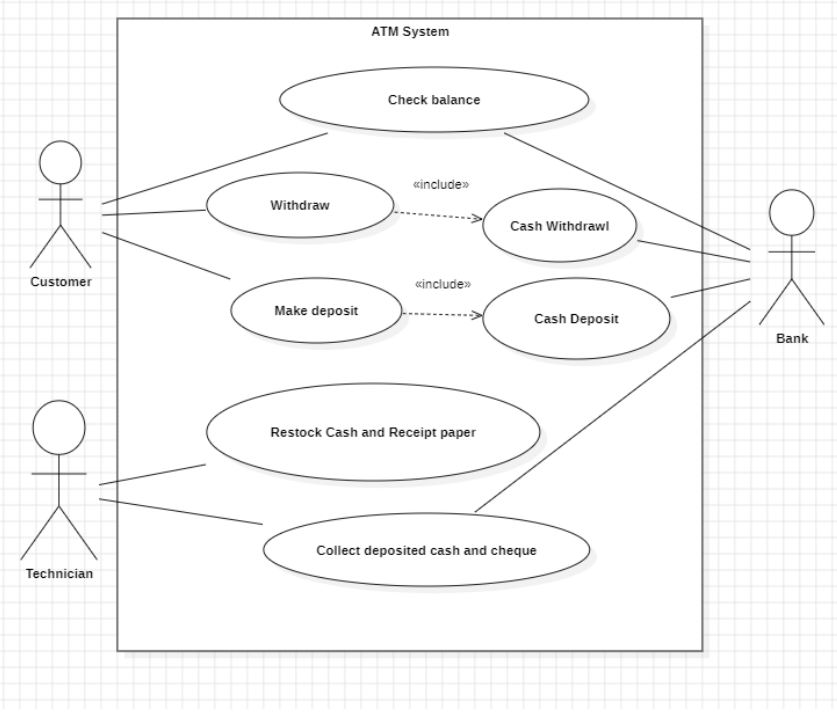 ATM System
Check balance
«include»
Withdraw
Cash Withdrawl
Customer
«include»
Make deposit
Cash Deposit
Bank
Restock Cash and Receipt paper
Collect deposited cash and cheque
Technician